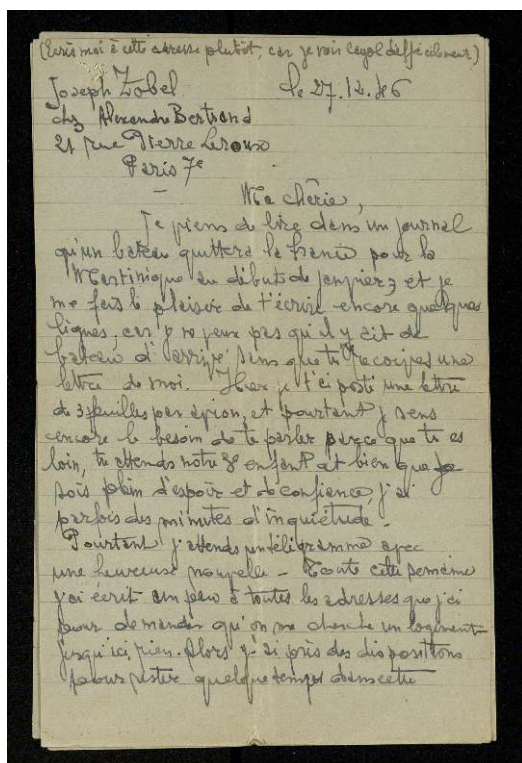 (Ecris moi à cette adresse plutôt, car je vois Cayol difficilement)
Joseph Zobel le 27.12.46
chz Alexandre Bertrand
21 rue Pierre Leroux
Paris 7e
Ma chérie,
Je viens de lire dans un journal
qu'un bateau quittera la France pour la
Martinique au début de janvier, et je
me fais le plaisir de t'écrire encore quelques
lignes, car je ne veux pas qu'il y ait de
bateau d'arrivé sans que tu reçoives une
lettre de moi. Hier je t'ai posté une lettre
de 3 feuilles par avion, et pourtant je sens
encore le besoin de te parler parce que tu es
loin, tu attends notre 3e enfant et bien que je
sois plein d'espoir et de confiance, j'ai
parfois des minutes d'inquiétude.
Pourtant j'attends un télégramme avec
une heureuse nouvelle - Toute cette semaine
j'ai écrit un peu à toutes les adresses que j'ai
pour demander qu'on me cherche un logement
jusqu'ici, rien. Alors j'ai pris des dispositions
pour rester quelque temps dans cette